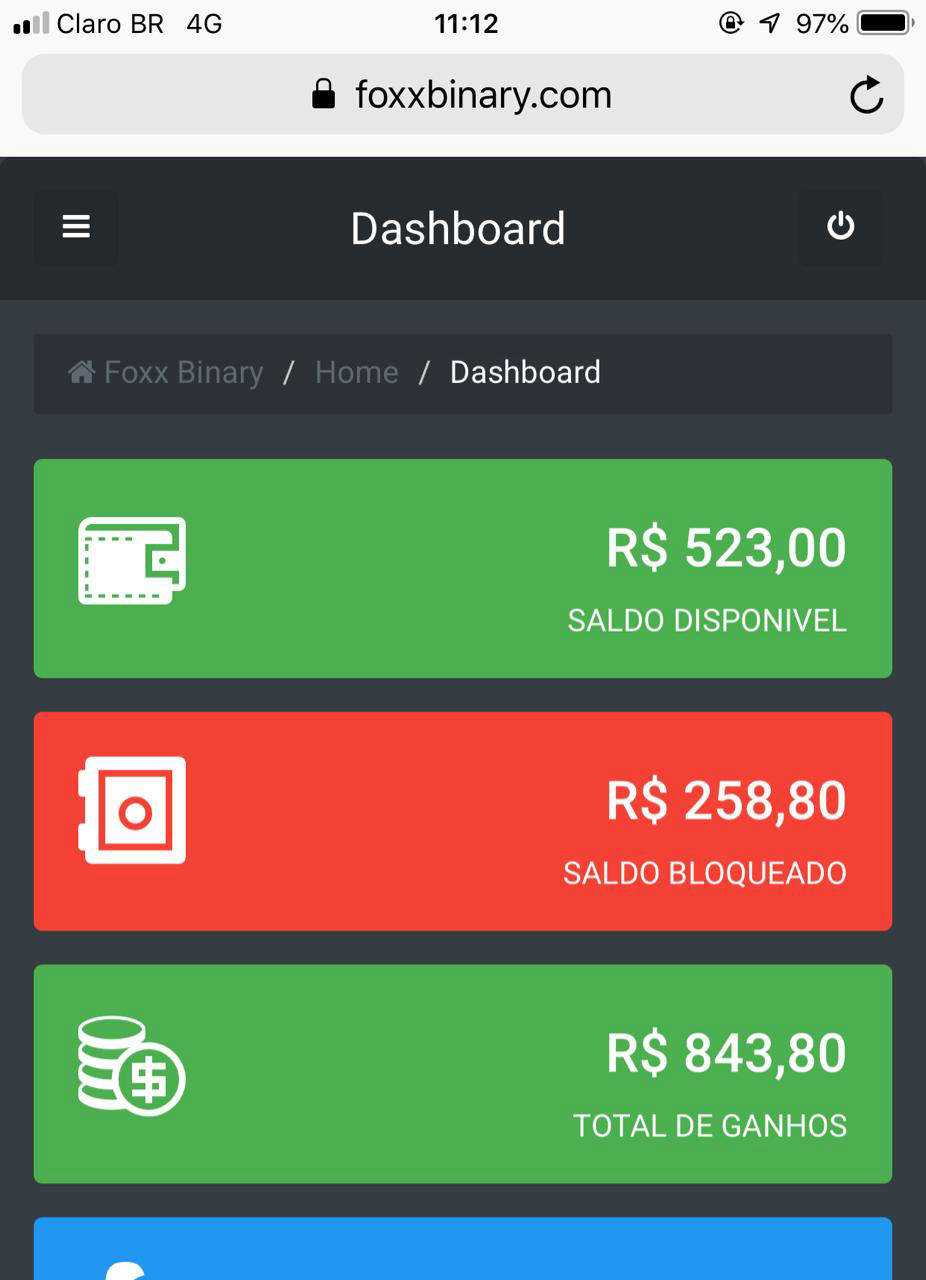 Claro BR 4G 11:12 97%
foxxbinary.com
Dashboard
Foxx Binary / Home / Dashboard
R$ 523,00
SALDO DISPONIVEL
R$ 258,80
SALDO BLOQUEADO
R$ 843,80
TOTAL DE GANHOS